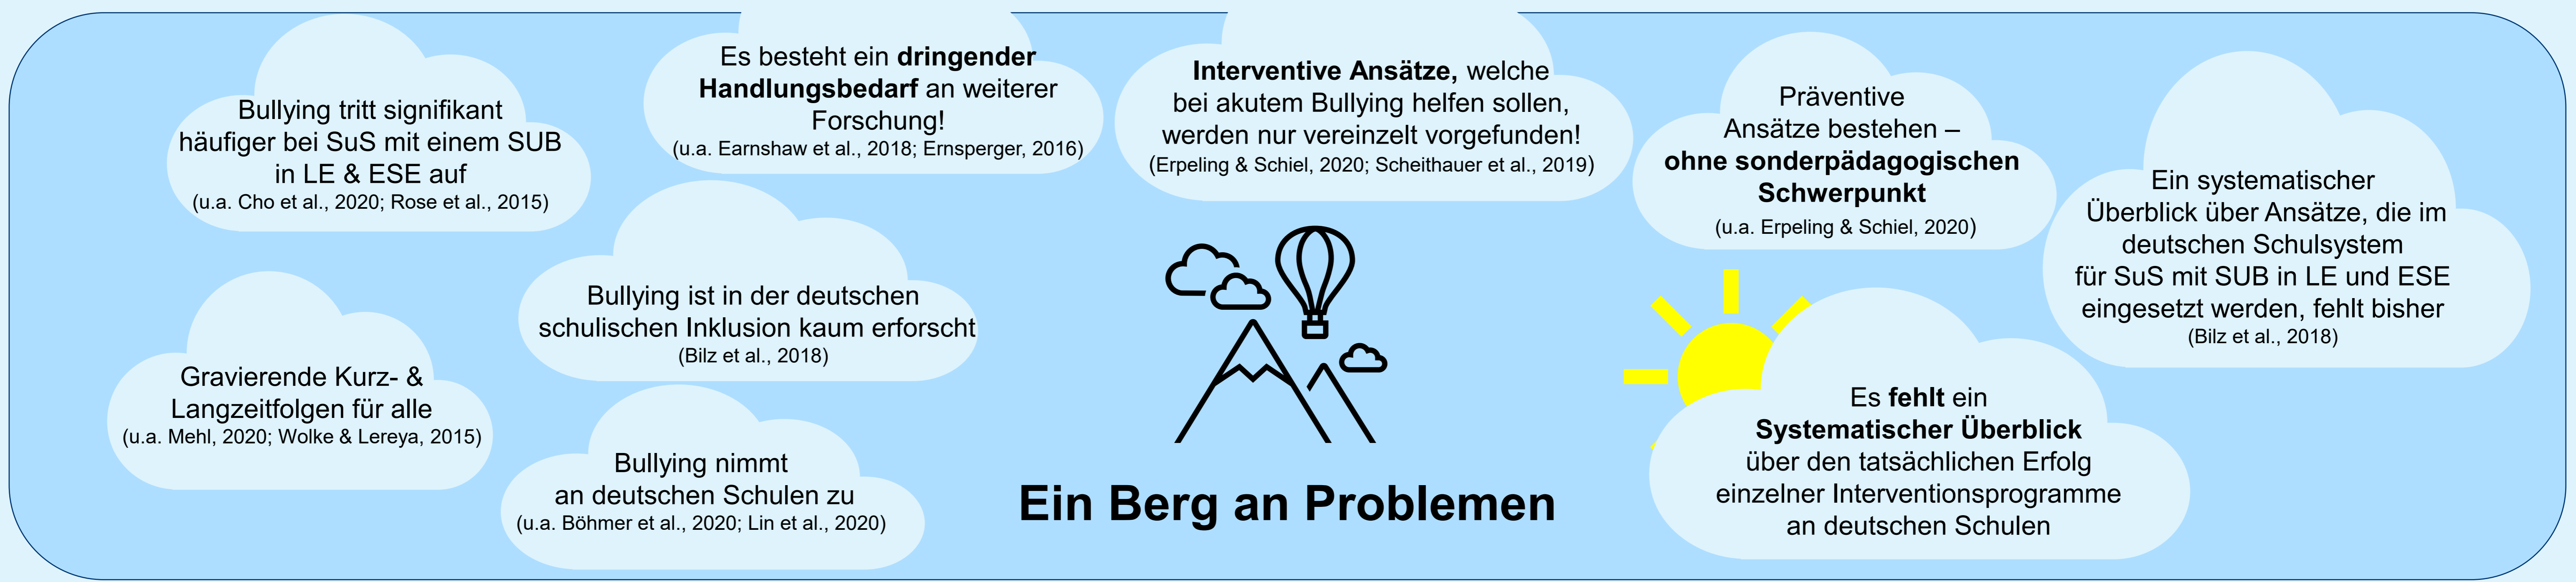 Bullying tritt signifikant
häufiger bei SuS mit einem SUB
in LE & ESE auf
(u.a. Cho et al., 2020; Rose et al., 2015)
Es besteht ein dringender
Handlungsbedarf an weiterer
Forschung!
(u.a. Earnshaw et al., 2018; Ernsperger, 2016)
Interventive Ansätze, welche
bei akutem Bullying helfen sollen,
werden nur vereinzelt vorgefunden!
(Erpeling & Schiel, 2020; Scheithauer et al., 2019)
Präventive
Ansätze bestehen –
ohne sonderpädagogischen
Schwerpunkt
(u.a. Erpeling & Schiel, 2020)
Ein systematischer
Überblick über Ansätze, die im
deutschen Schulsystem
für SuS mit SUB in LE und ESE
eingesetzt werden, fehlt bisher
(Bilz et al., 2018)
Bullying ist in der deutschen
schulischen Inklusion kaum erforscht
(Bilz et al., 2018)
Gravierende Kurz- &
Langzeitfolgen für alle
(u.a. Mehl, 2020; Wolke & Lereya, 2015)
Bullying nimmt
an deutschen Schulen zu
(u.a. Böhmer et al., 2020; Lin et al., 2020)
Ein Berg an Problemen
Es fehlt ein
Systematischer Überblick
über den tatsächlichen Erfolg
einzelner Interventionsprogramme
an deutschen Schulen